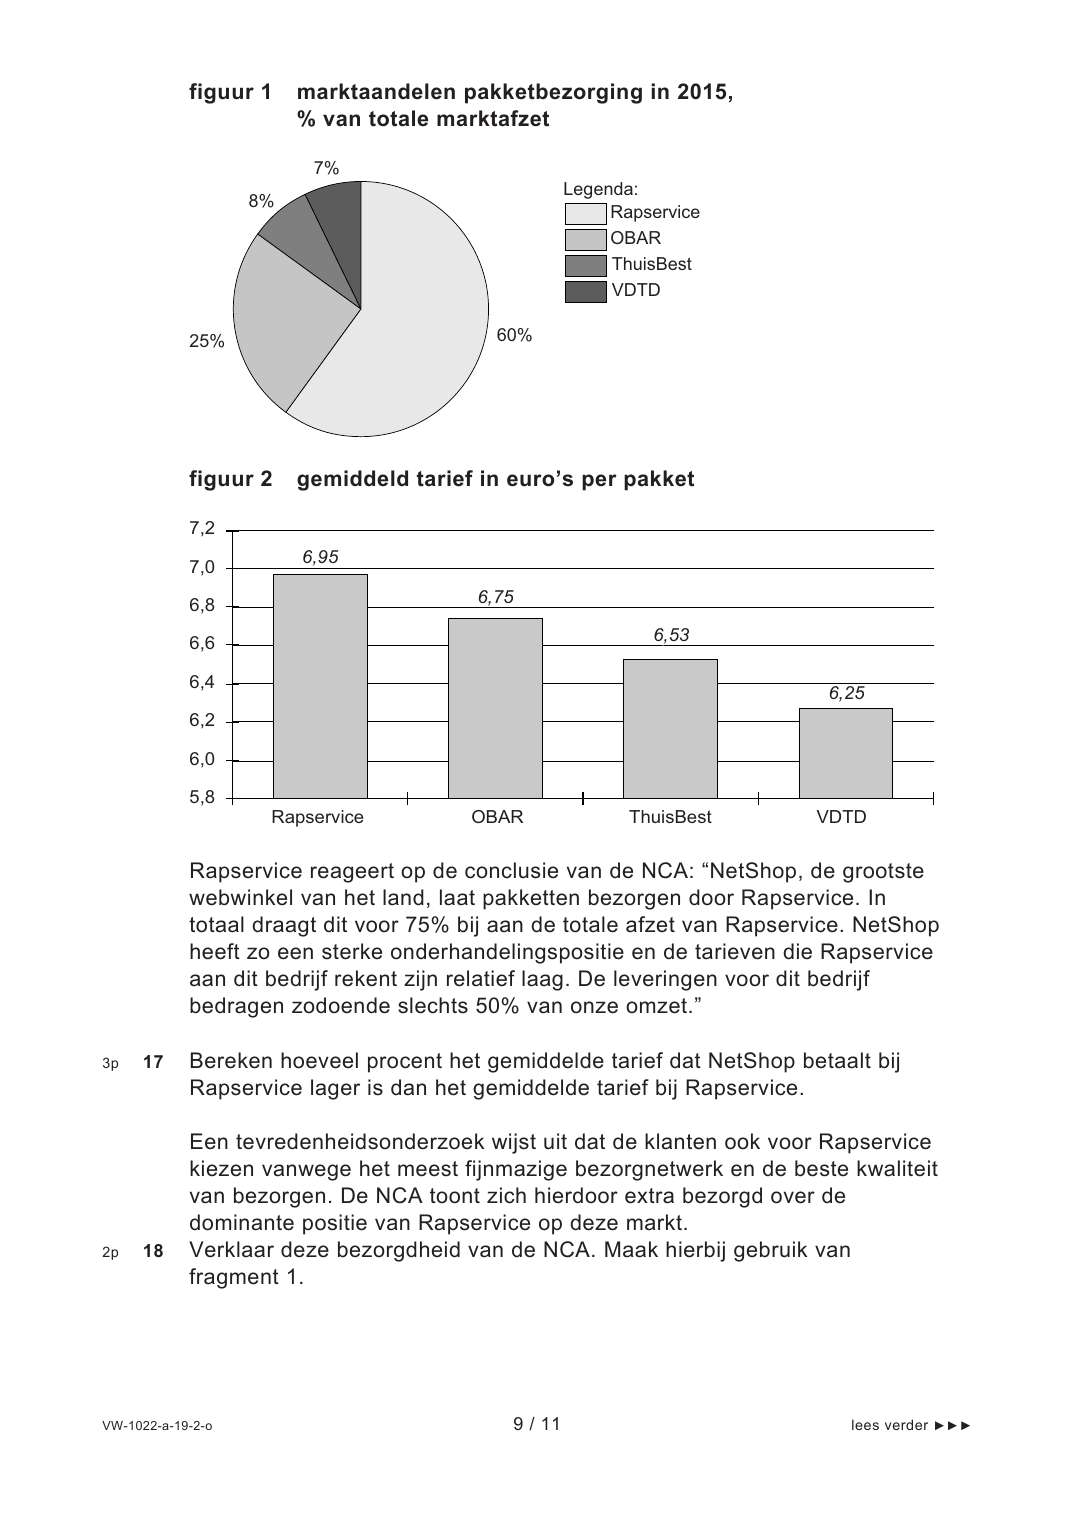 figuur 1 marktaandelen pakketbezorging in 2015,
% van totale marktafzet
7%
8%
25%
60%
Legenda:
Rapservice
OBAR
ThuisBest
VDTD
figuur 2 gemiddeld tarief in euro’s per pakket
7,2
7,0
6,8
6,6
6,4
6,2
6,0
5,8
6,95
6,75
6,53
6,25
Rapservice OBAR ThuisBest VDTD
Rapservice reageert op de conclusie van de NCA: “NetShop, de grootste
webwinkel van het land, laat pakketten bezorgen door Rapservice. In
totaal draagt dit voor 75% bij aan de totale afzet van Rapservice. NetShop
heeft zo een sterke onderhandelingspositie en de tarieven die Rapservice
aan dit bedrijf rekent zijn relatief laag. De leveringen voor dit bedrijf
bedragen zodoende slechts 50% van onze omzet.”
3p 17 Bereken hoeveel procent het gemiddelde tarief dat NetShop betaalt bij
Rapservice lager is dan het gemiddelde tarief bij Rapservice.
Een tevredenheidsonderzoek wijst uit dat de klanten ook voor Rapservice
kiezen vanwege het meest fijnmazige bezorgnetwerk en de beste kwaliteit
van bezorgen. De NCA toont zich hierdoor extra bezorgd over de
dominante positie van Rapservice op deze markt.
2p 18 Verklaar deze bezorgdheid van de NCA. Maak hierbij gebruik van
fragment 1.
VW-1022-a-19-2-o 9 / 11 lees verder ►►►